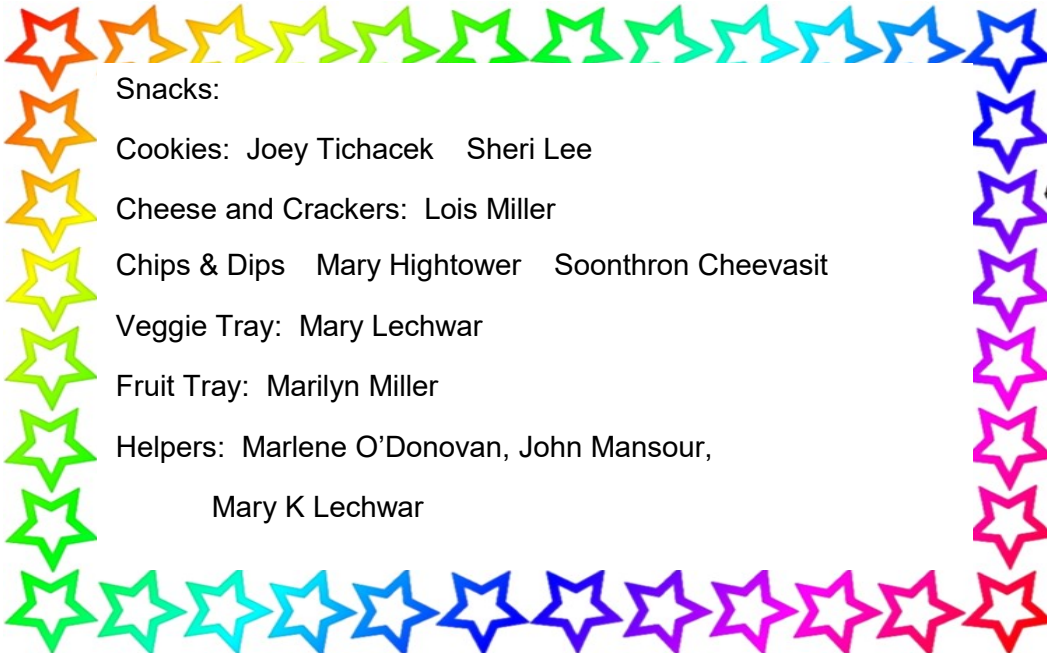 Snacks:
Cookies: Joey Tichacek Sheri Lee
Cheese and Crackers: Lois Miller
Chips & Dips Mary Hightower Soonthron Cheevasit
Veggie Tray: Mary Lechwar
Fruit Tray: Marilyn Miller
Helpers: Marlene O’Donovan, John Mansour,
Mary K Lechwar